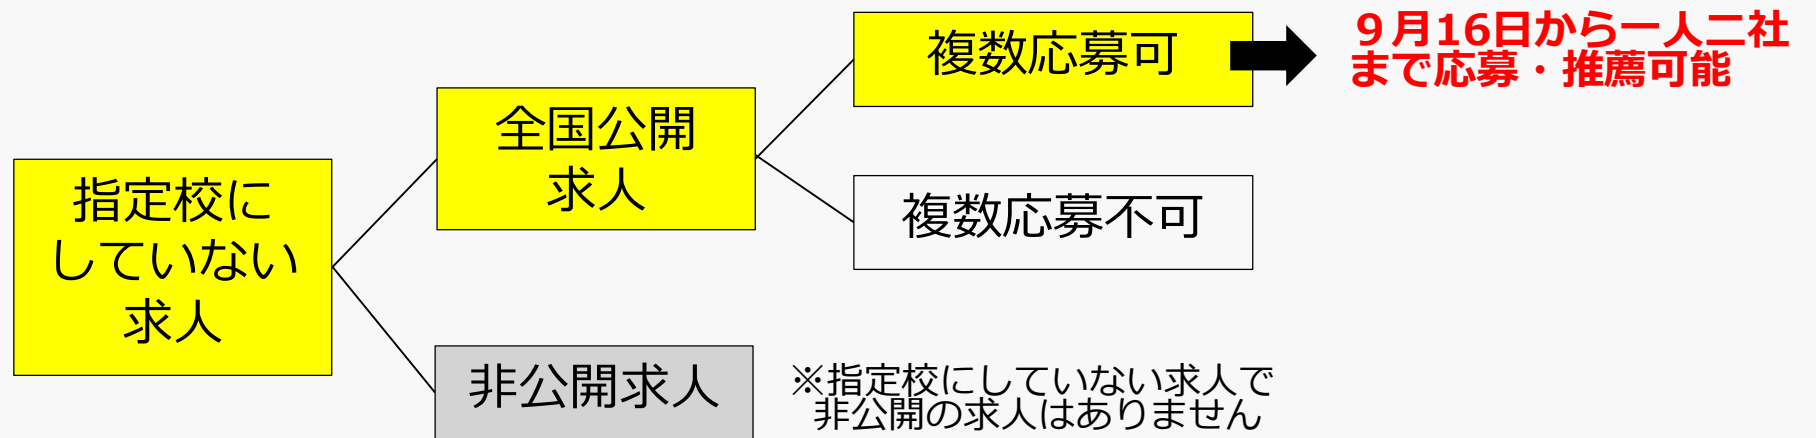 指定校に
していない
求人
全国公開
求人
複数応募可
９月16日から一人二社
まで応募・推薦可能
複数応募不可
非公開求人
※指定校にしていない求人で
非公開の求人はありません